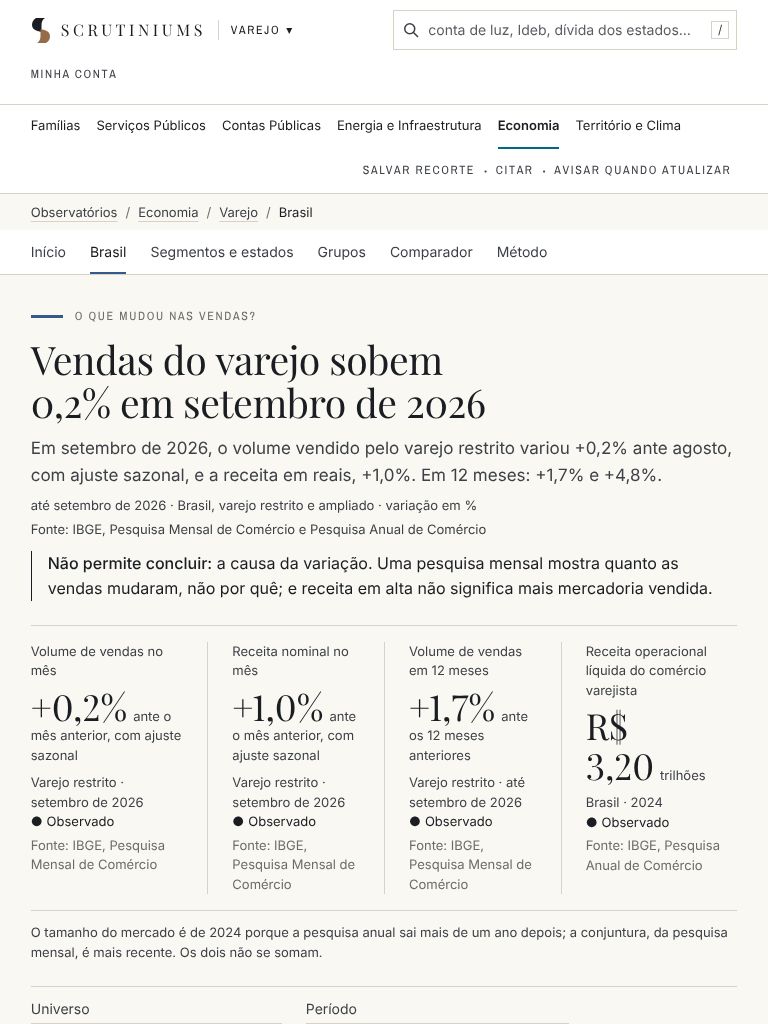 SCRUTINIUMS
VAREJO ▾
conta de luz, Ideb, dívida dos estados...
/
MINHA CONTA
Famílias Serviços Públicos Contas Públicas Energia e Infraestrutura Economia Território e Clima
SALVAR RECORTE • CITAR • AVISAR QUANDO ATUALIZAR
Observatórios / Economia / Varejo / Brasil
Início Brasil Segmentos e estados Grupos Comparador Método
O QUE MUDOU NAS VENDAS?
Vendas do varejo sobem
0,2% em setembro de 2026
Em setembro de 2026, o volume vendido pelo varejo restrito variou +0,2% ante agosto,
com ajuste sazonal, e a receita em reais, +1,0%. Em 12 meses: +1,7% e +4,8%.
até setembro de 2026 · Brasil, varejo restrito e ampliado · variação em %
Fonte: IBGE, Pesquisa Mensal de Comércio e Pesquisa Anual de Comércio
Não permite concluir: a causa da variação. Uma pesquisa mensal mostra quanto as
vendas mudaram, não por quê; e receita em alta não significa mais mercadoria vendida.
Volume de vendas no
mês
+0,2% ante o
mês anterior, com ajuste
sazonal
Varejo restrito ·
setembro de 2026
● Observado
Fonte: IBGE, Pesquisa
Mensal de Comércio
Receita nominal no
mês
+1,0% ante
o mês anterior, com
ajuste sazonal
Varejo restrito ·
setembro de 2026
● Observado
Fonte: IBGE,
Pesquisa Mensal de
Comércio
Volume de vendas
em 12 meses
+1,7% ante
os 12 meses
anteriores
Varejo restrito · até
setembro de 2026
● Observado
Fonte: IBGE,
Pesquisa Mensal de
Comércio
Receita operacional
líquida do comércio
varejista
R$
3,20 trilhões
Brasil · 2024
● Observado
Fonte: IBGE, Pesquisa
Anual de Comércio
O tamanho do mercado é de 2024 porque a pesquisa anual sai mais de um ano depois; a conjuntura, da pesquisa
mensal, é mais recente. Os dois não se somam.
Universo
Período